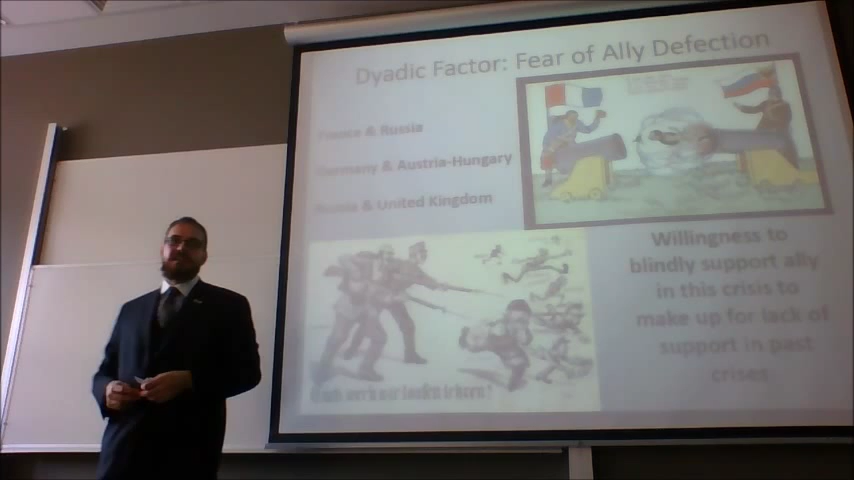 Dyadic Factor: Fear of Ally Defection
France & Russia
Germany & Austria-Hungary
Russia & United Kingdom
Willingness to
blindly support ally
in this crisis to
make up for lack of
support in past
crises